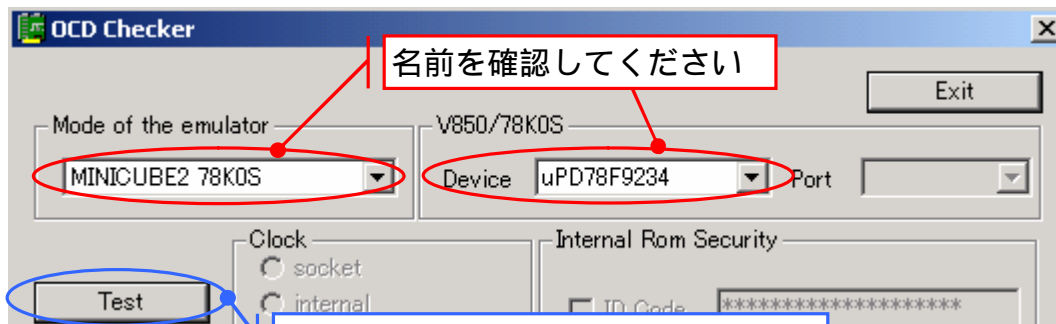 OCD Checker
名前を確認してください
Exit
Mode of the emulator
V850/78K0S
MINICUBE2 78K0S
Device
uPD78F9234
Port
Clock
Internal Rom Security
socket
Test
internal
ID Code
********************